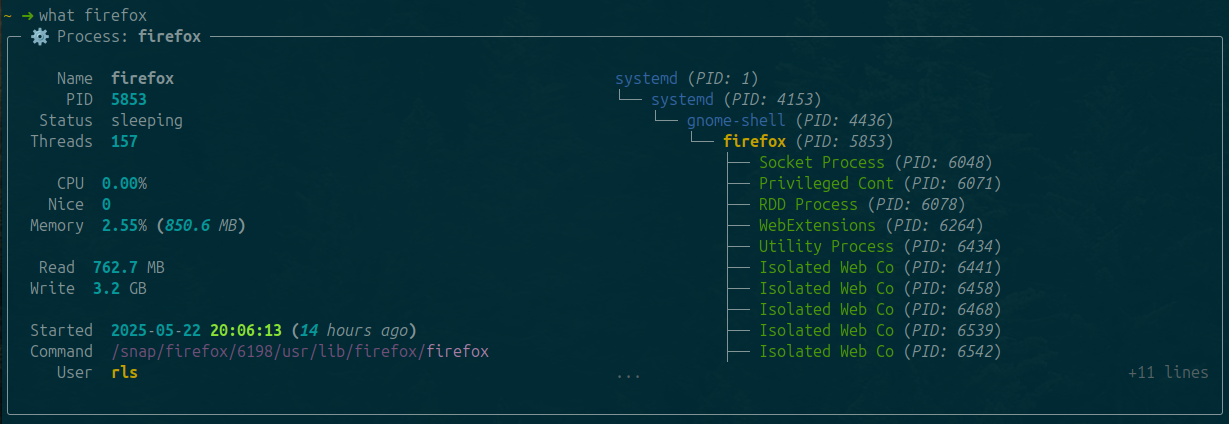 ~ ➜ what firefox
⚙ Process: firefox
Name firefox
PID 5853
Status sleeping
Threads 157
CPU 0.00%
Nice 0
Memory 2.55% (850.6 MB)
Read 762.7 MB
Write 3.2 GB
Started 2025-05-22 20:06:13 (14 hours ago)
Command /snap/firefox/6198/usr/lib/firefox/firefox
User rls
systemd (PID: 1)
└── systemd (PID: 4153)
└── gnome-shell (PID: 4436)
└── firefox (PID: 5853)
├── Socket Process (PID: 6048)
├── Privileged Cont (PID: 6071)
├── RDD Process (PID: 6078)
├── WebExtensions (PID: 6264)
├── Utility Process (PID: 6434)
├── Isolated Web Co (PID: 6441)
├── Isolated Web Co (PID: 6458)
├── Isolated Web Co (PID: 6468)
├── Isolated Web Co (PID: 6539)
├── Isolated Web Co (PID: 6542)
... +11 lines